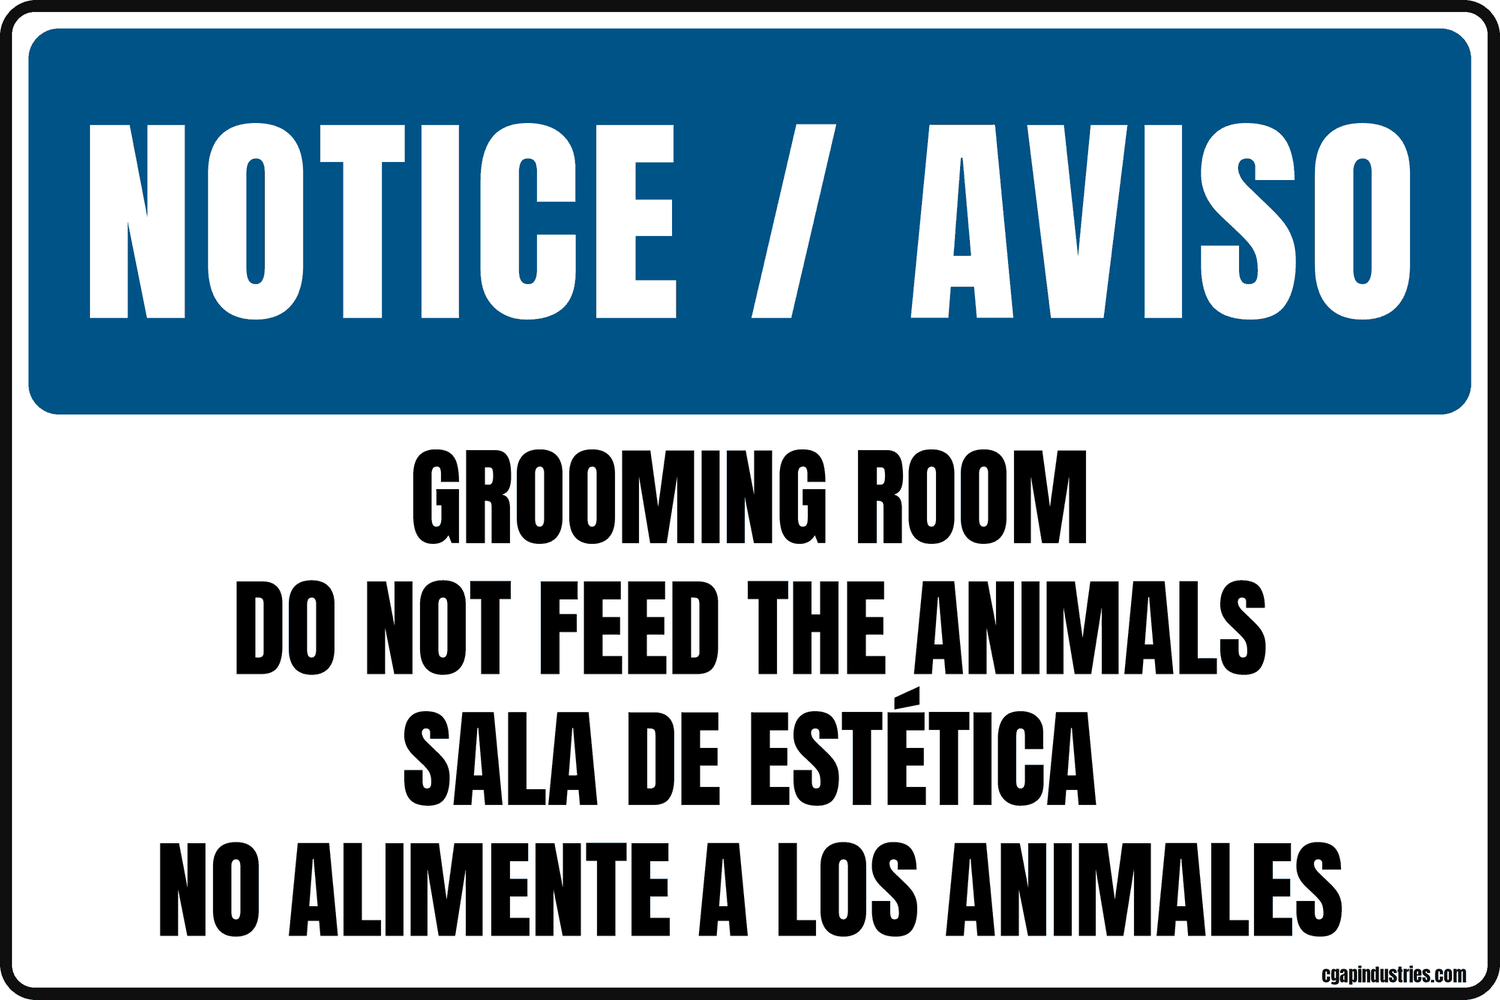 NOTICE / AVISO
GROOMING ROOM
DO NOT FEED THE ANIMALS
SALA DE ESTÉTICA
NO ALIMENTE A LOS ANIMALES
cgapindustries.com